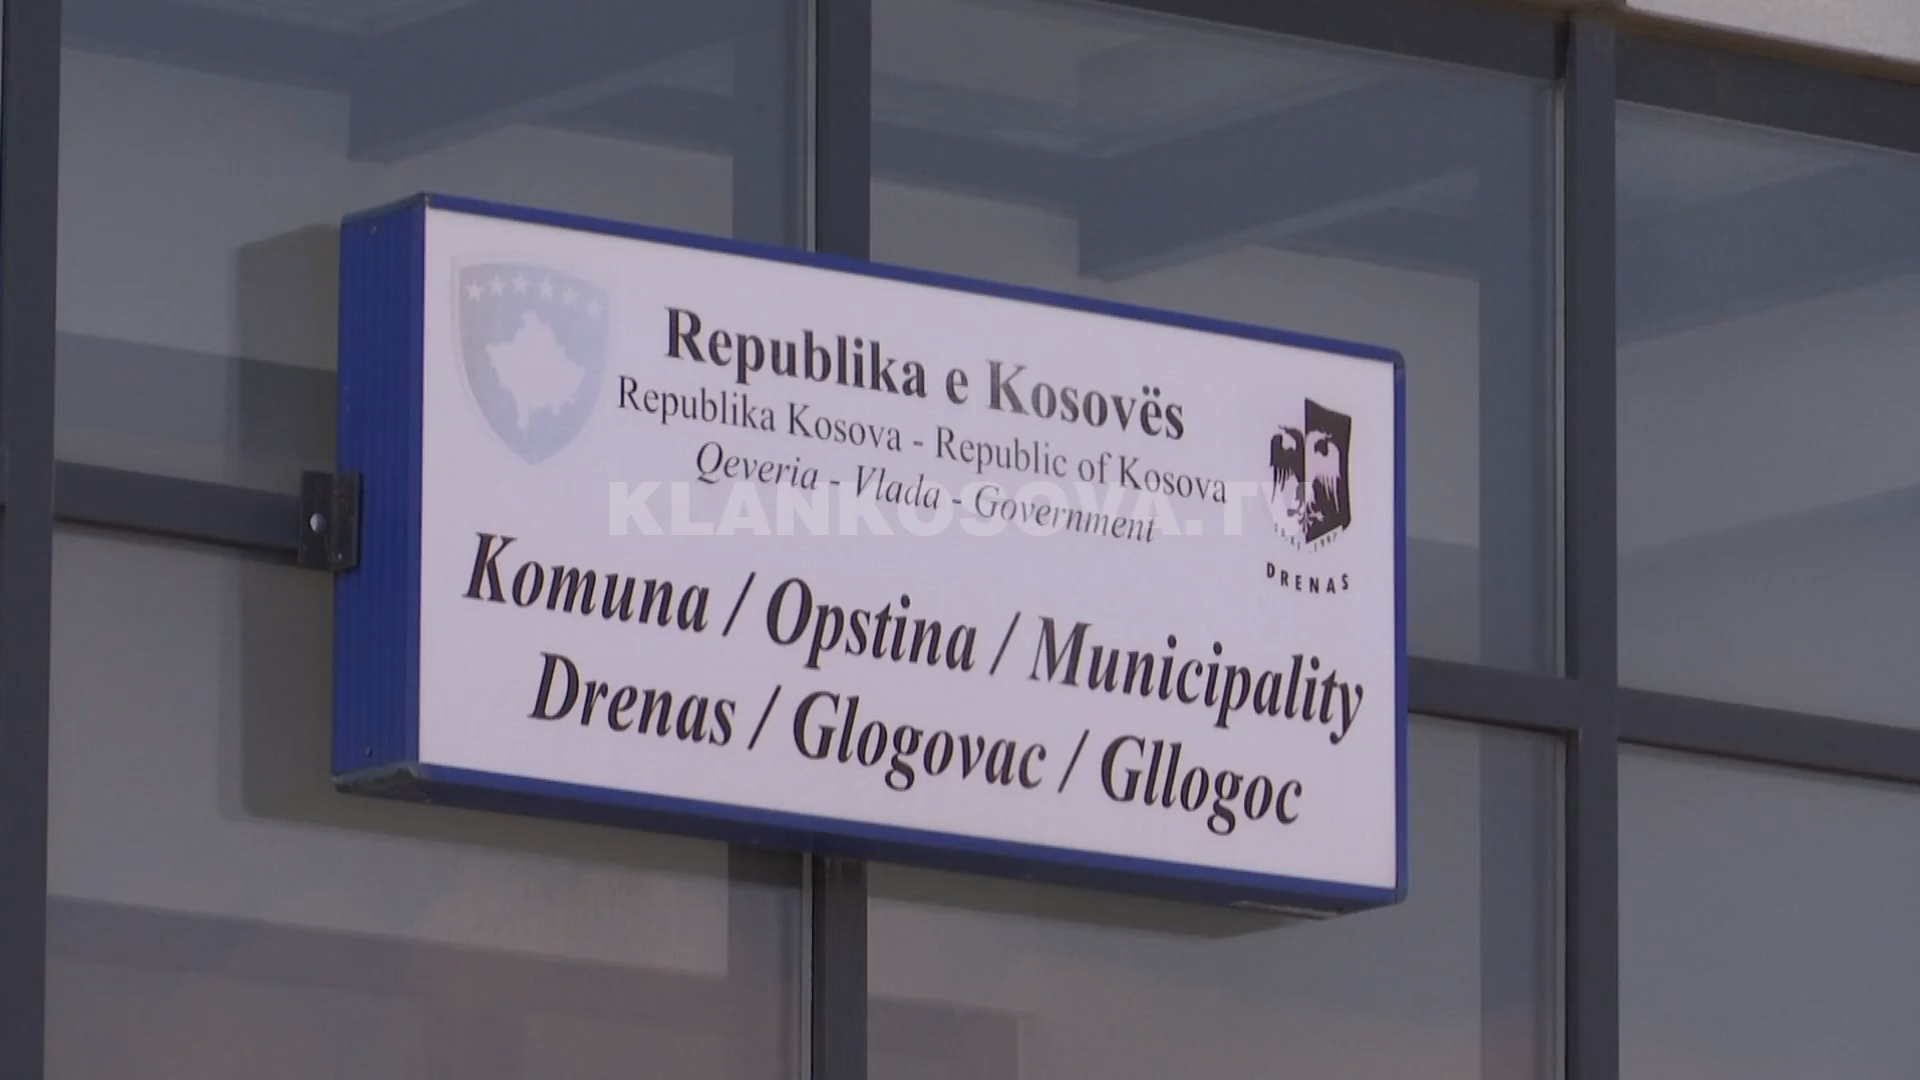 Republika e Kosovës
Republika Kosova - Republic of Kosova
Qeveria - Vlada - Government
KLANKOSOVA.TV
DRENAS
Komuna / Opstina / Municipality
Drenas / Glogovac / Gllogoc